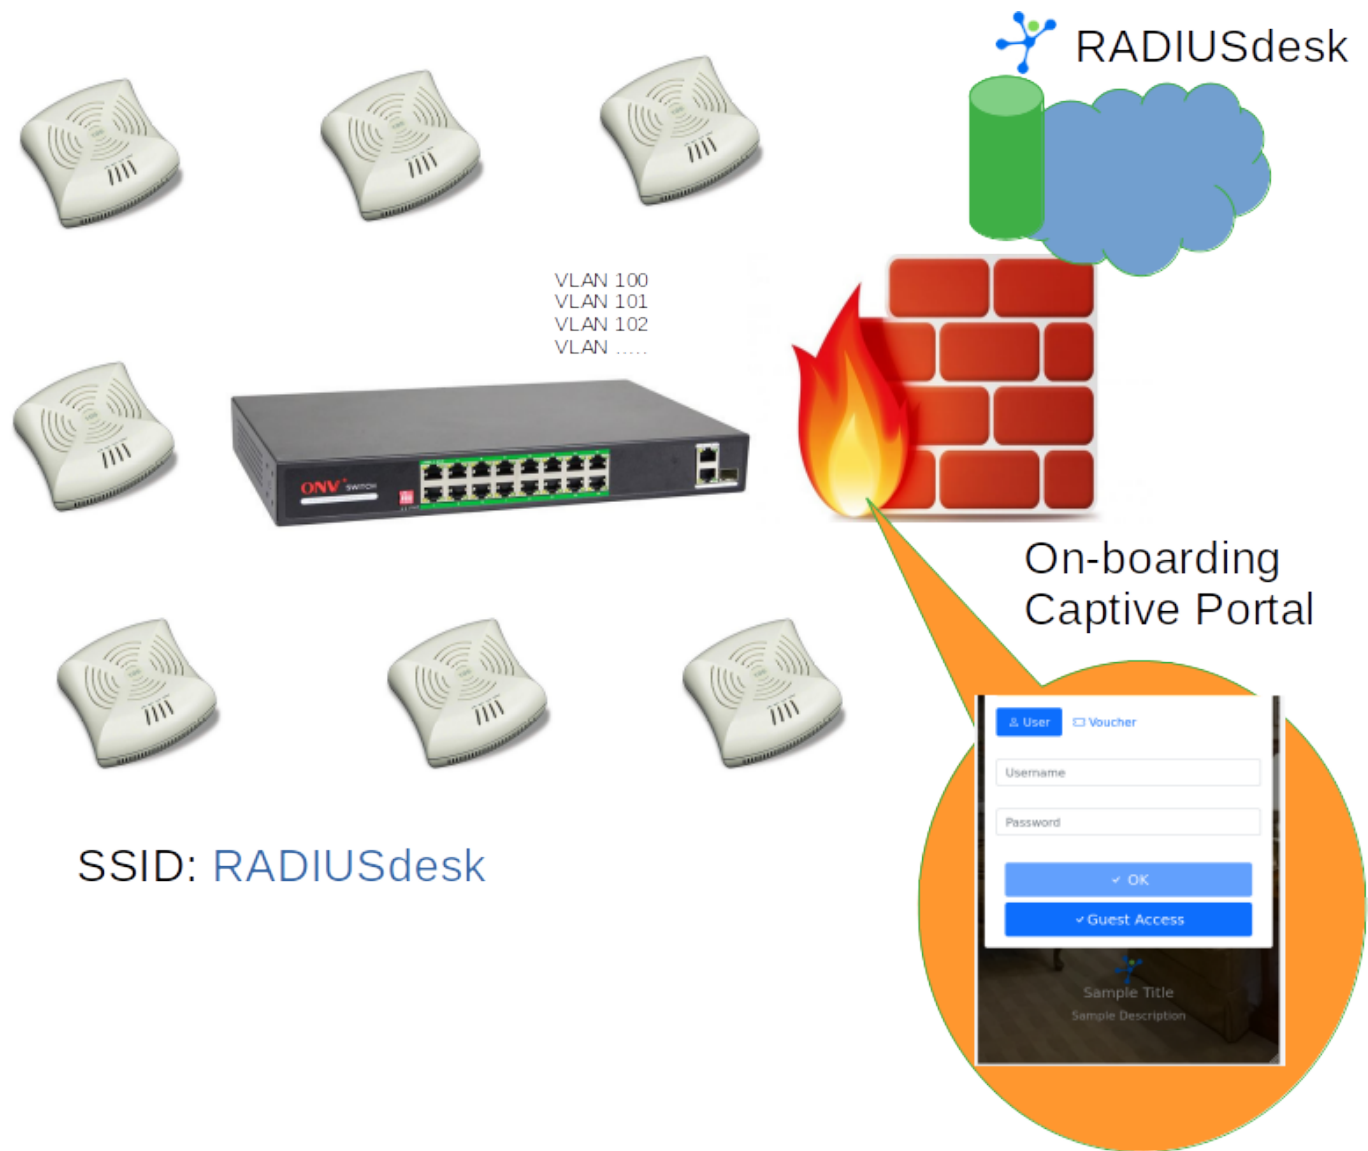 RADIUSdesk
VLAN 100
VLAN 101
VLAN 102
VLAN .....
ONV SWITCH
On-boarding
Captive Portal
User Voucher
Username
Password
OK
Guest Access
Sample Title
Sample Description
SSID: RADIUSdesk